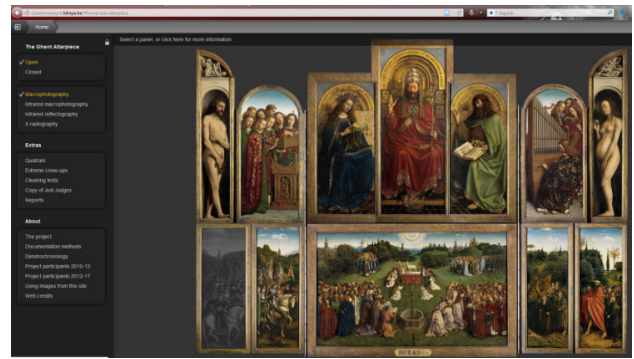 Home
Select a panel, or click here for more information.
The Ghent Altarpiece
Open
Closed
Macrophotography
Infrared macrophotography
Infrared reflectography
X-radiography
Extras
Quatrain
Extreme close-ups
Cleaning tests
Copy of Just Judges
Reports
About
The project
Documentation methods
Dendrochronology
Project participants 2010-12
Project participants 2012-17
Using images from this site
Web credits